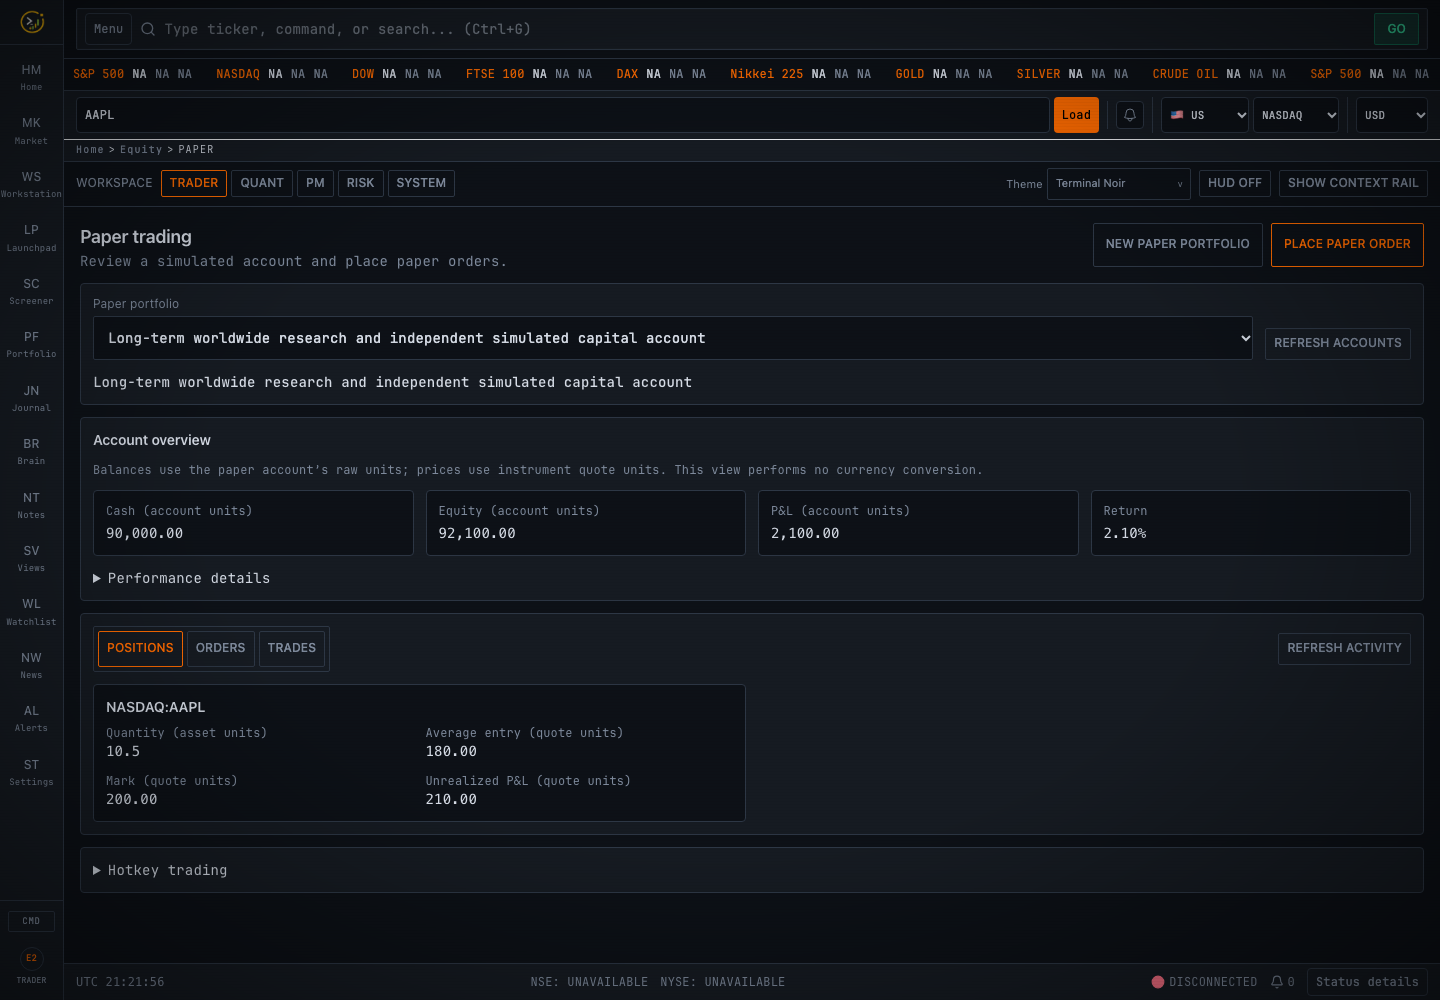 Menu Type ticker, command, or search... (Ctrl+G) GO
S&P 500 NA NA NA NASDAQ NA NA NA DOW NA NA NA FTSE 100 NA NA NA DAX NA NA NA Nikkei 225 NA NA NA GOLD NA NA NA SILVER NA NA NA CRUDE OIL NA NA NA S&P 500 NA NA NA
AAPL Load US NASDAQ USD
Home > Equity > PAPER
WORKSPACE TRADER QUANT PM RISK SYSTEM Theme Terminal Noir v HUD OFF SHOW CONTEXT RAIL
HM
Home
MK
Market
WS
Workstation
LP
Launchpad
SC
Screener
PF
Portfolio
JN
Journal
BR
Brain
NT
Notes
SV
Views
WL
Watchlist
NW
News
AL
Alerts
ST
Settings
CMD
E2
TRADER
Paper trading
Review a simulated account and place paper orders.
NEW PAPER PORTFOLIO PLACE PAPER ORDER
Paper portfolio
Long-term worldwide research and independent simulated capital account
REFRESH ACCOUNTS
Long-term worldwide research and independent simulated capital account
Account overview
Balances use the paper account's raw units; prices use instrument quote units. This view performs no currency conversion.
Cash (account units)
90,000.00
Equity (account units)
92,100.00
P&L (account units)
2,100.00
Return
2.10%
Performance details
POSITIONS ORDERS TRADES REFRESH ACTIVITY
NASDAQ:AAPL
Quantity (asset units)
10.5
Average entry (quote units)
180.00
Mark (quote units)
200.00
Unrealized P&L (quote units)
210.00
Hotkey trading
UTC 21:21:56 NSE: UNAVAILABLE NYSE: UNAVAILABLE DISCONNECTED 0 Status details